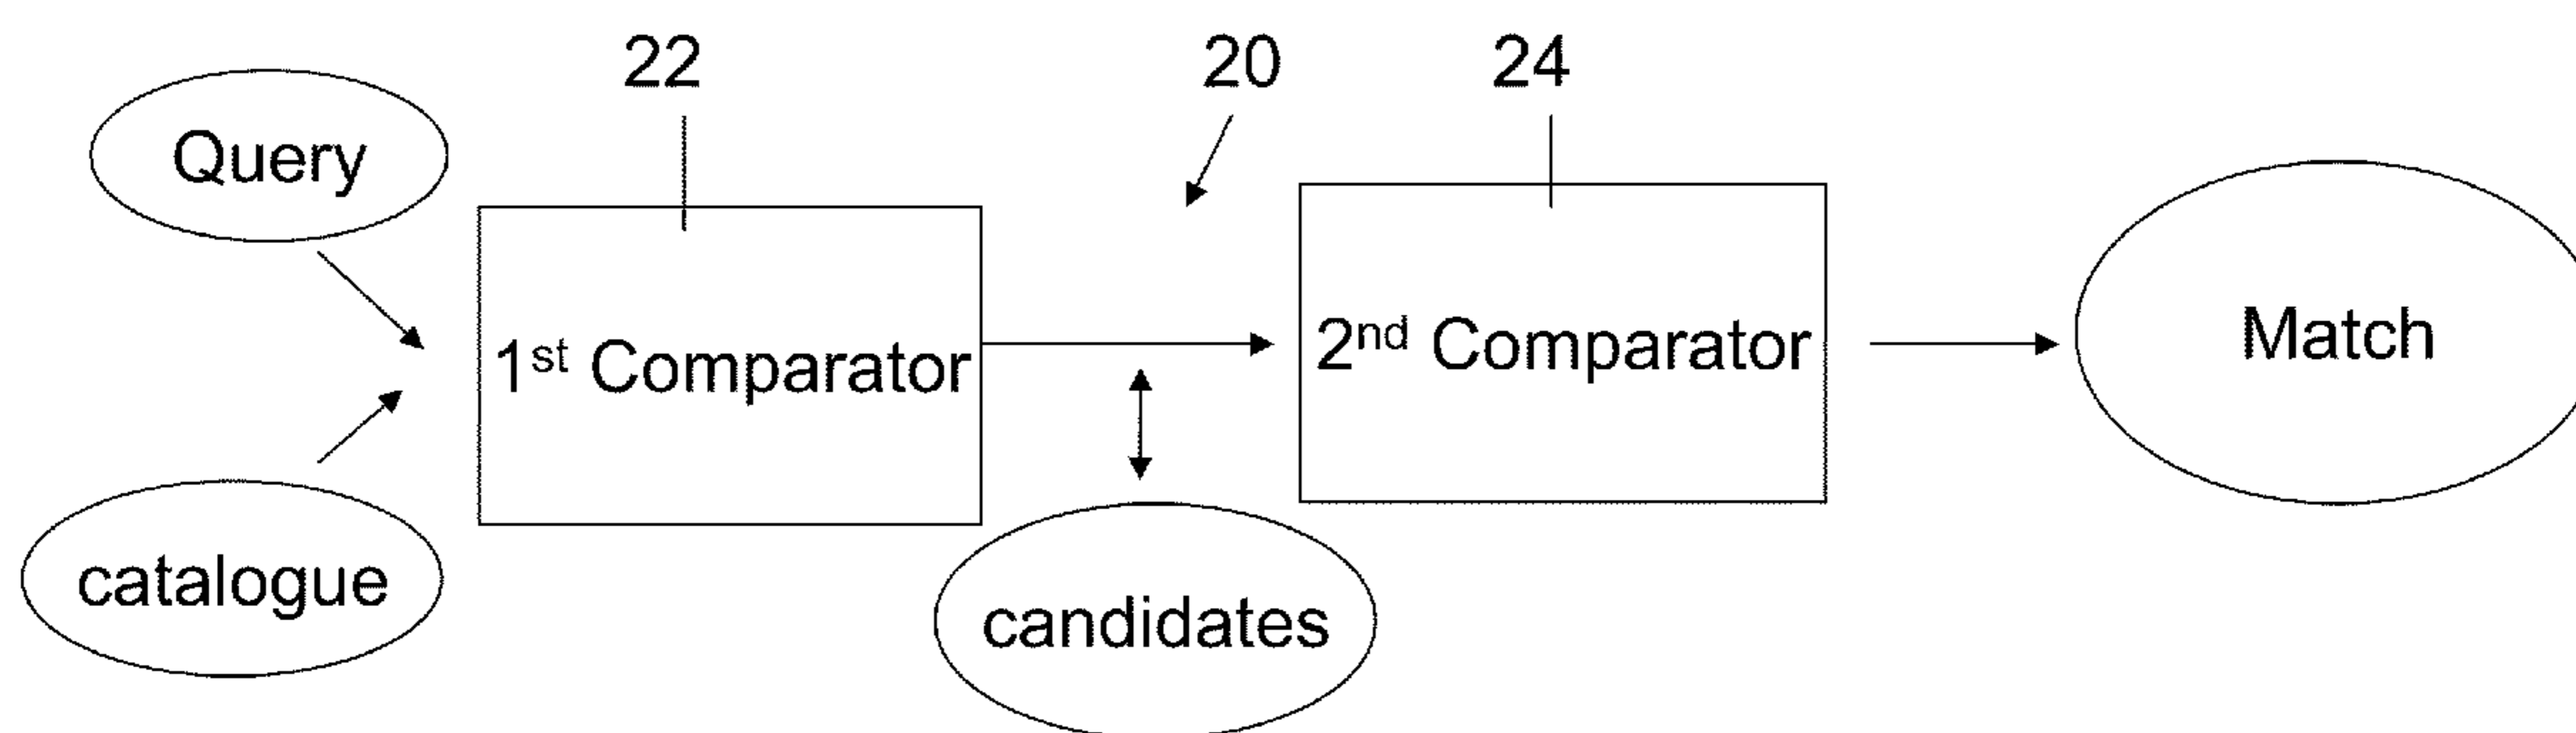 22
20
24
Query
1st Comparator
2nd Comparator
Match
catalogue
candidates